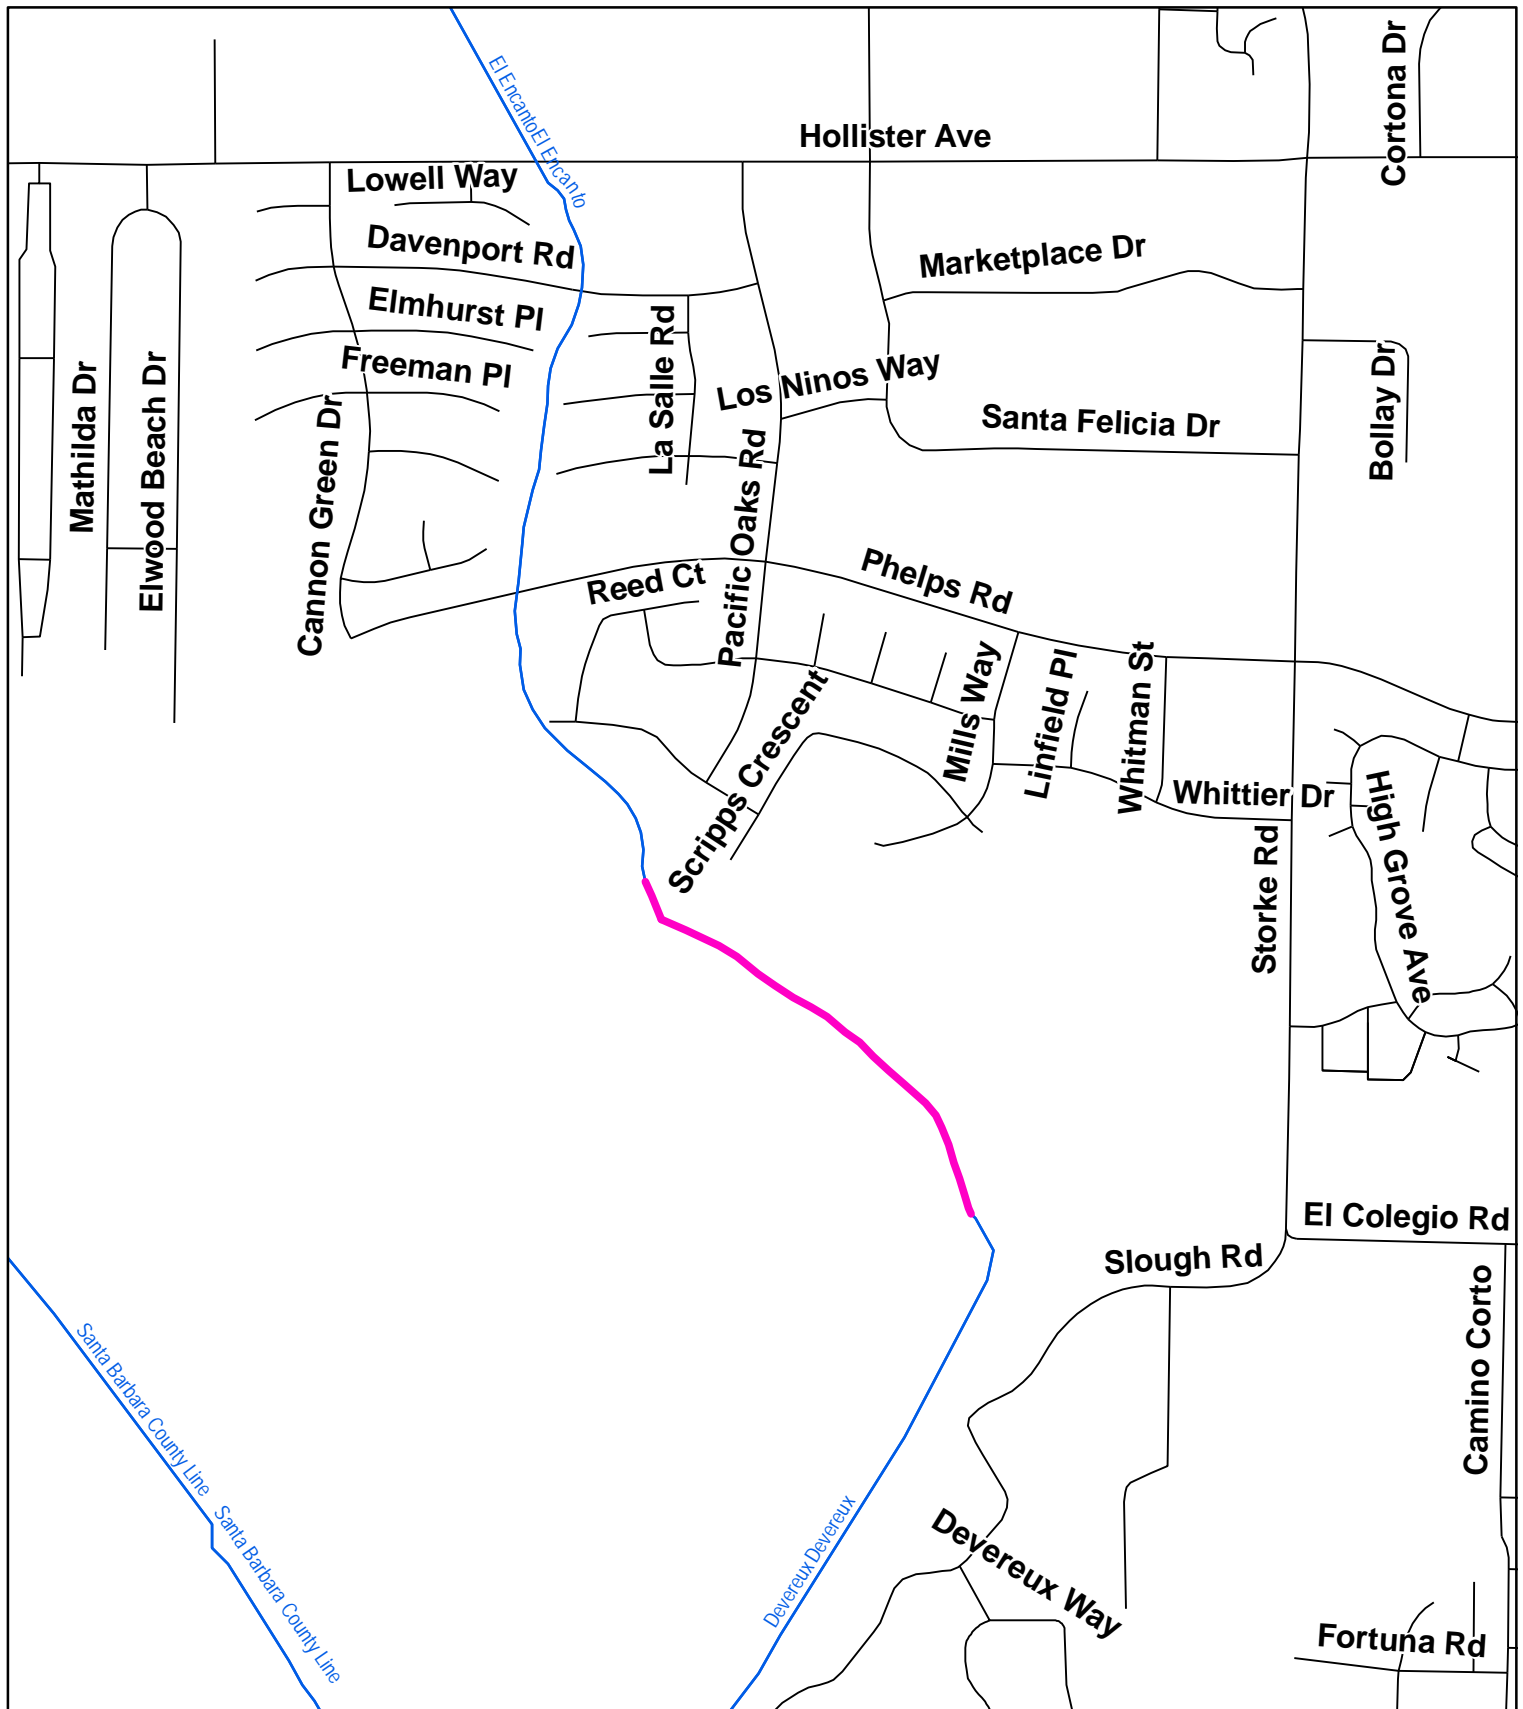 Cortona Dr
El EncantoEl Encanto
Hollister Ave
Lowell Way
Davenport Rd
Marketplace Dr
Elmhurst Pl
La Salle Rd
Freeman Pl
Los Ninos Way
Bollay Dr
Mathilda Dr
Elwood Beach Dr
Cannon Green Dr
Santa Felicia Dr
Pacific Oaks Rd
Reed Ct
Phelps Rd
Mills Way
Linfield Pl
Whitman St
Scripps Crescent
Whittier Dr
High Grove Ave
Storke Rd
El Colegio Rd
Slough Rd
Camino Corto
Santa Barbara County Line
Santa Barbara County Line
Devereux Devereux
Devereux Way
Fortuna Rd